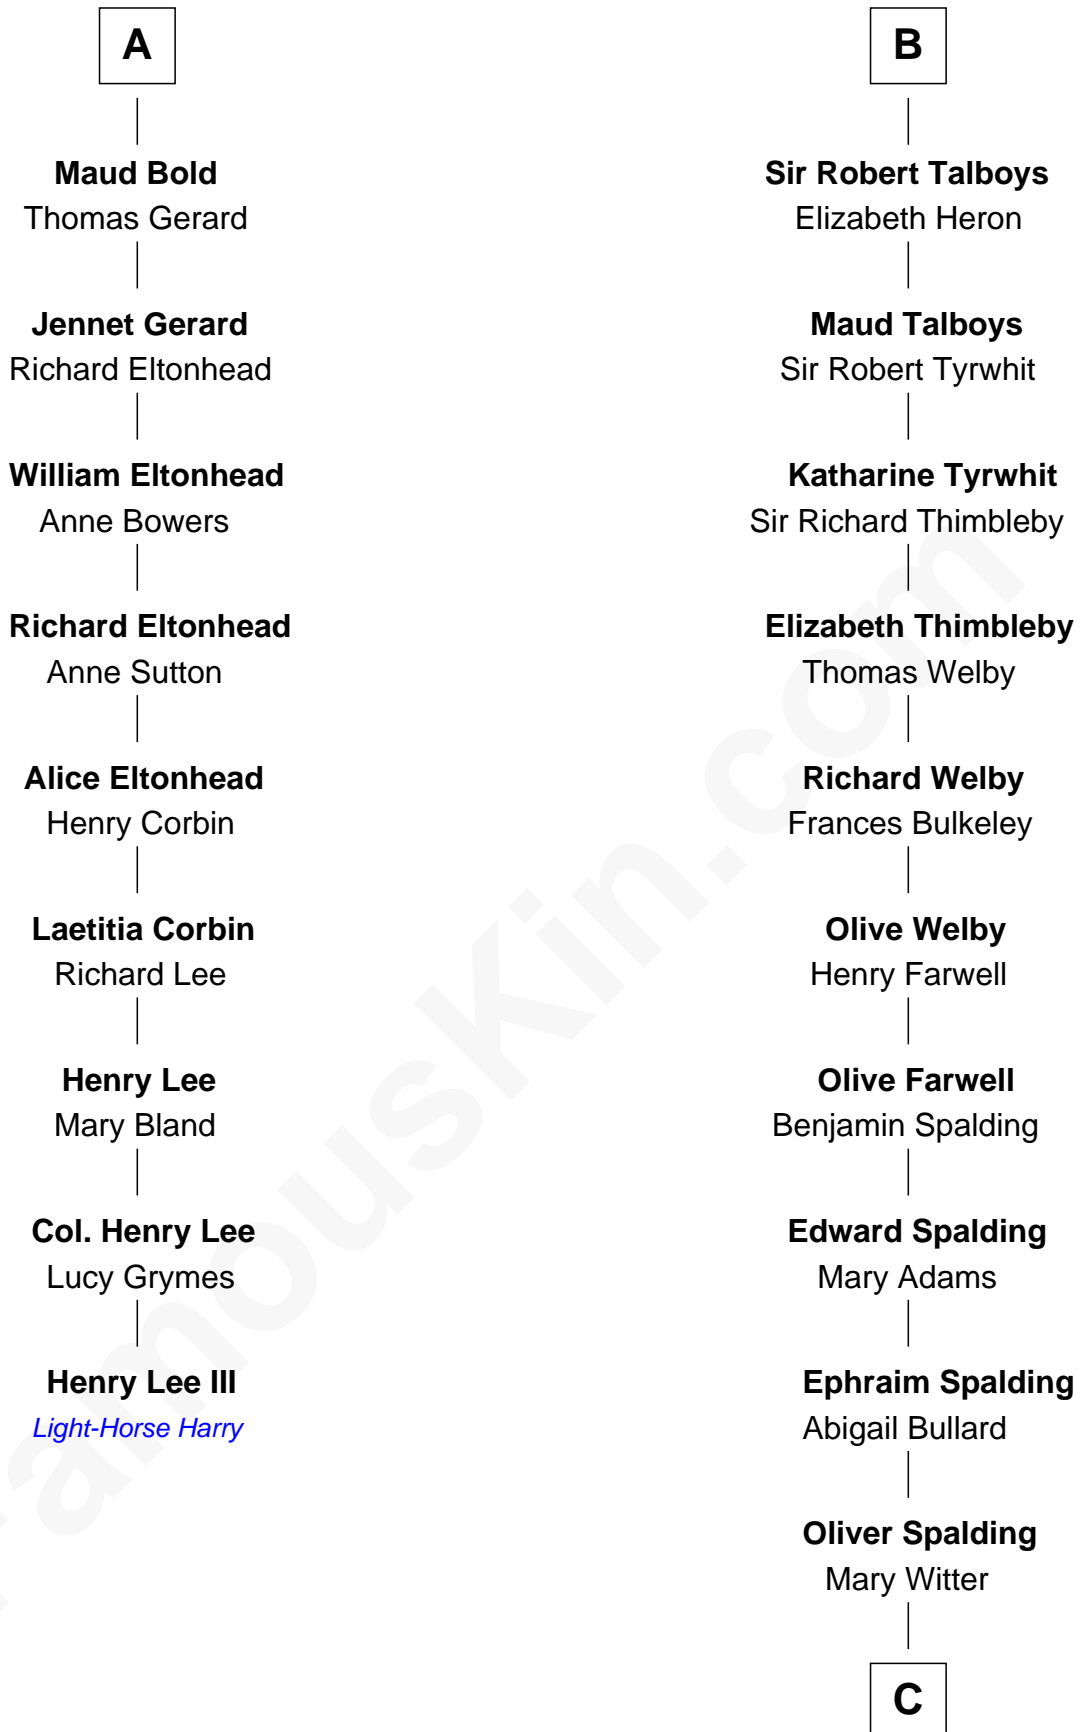 A
Maud Bold
Thomas Gerard
Jennet Gerard
Richard Eltonhead
William Eltonhead
Anne Bowers
Richard Eltonhead
Anne Sutton
Alice Eltonhead
Henry Corbin
Laetitia Corbin
Richard Lee
Henry Lee
Mary Bland
Col. Henry Lee
Lucy Grymes
Henry Lee III
Light-Horse Harry
B
Sir Robert Talboys
Elizabeth Heron
Maud Talboys
Sir Robert Tyrwhit
Katharine Tyrwhit
Sir Richard Thimbleby
Elizabeth Thimbleby
Thomas Welby
Richard Welby
Frances Bulkeley
Olive Welby
Henry Farwell
Olive Farwell
Benjamin Spalding
Edward Spalding
Mary Adams
Ephraim Spalding
Abigail Bullard
Oliver Spalding
Mary Witter
C
FamousKin.com